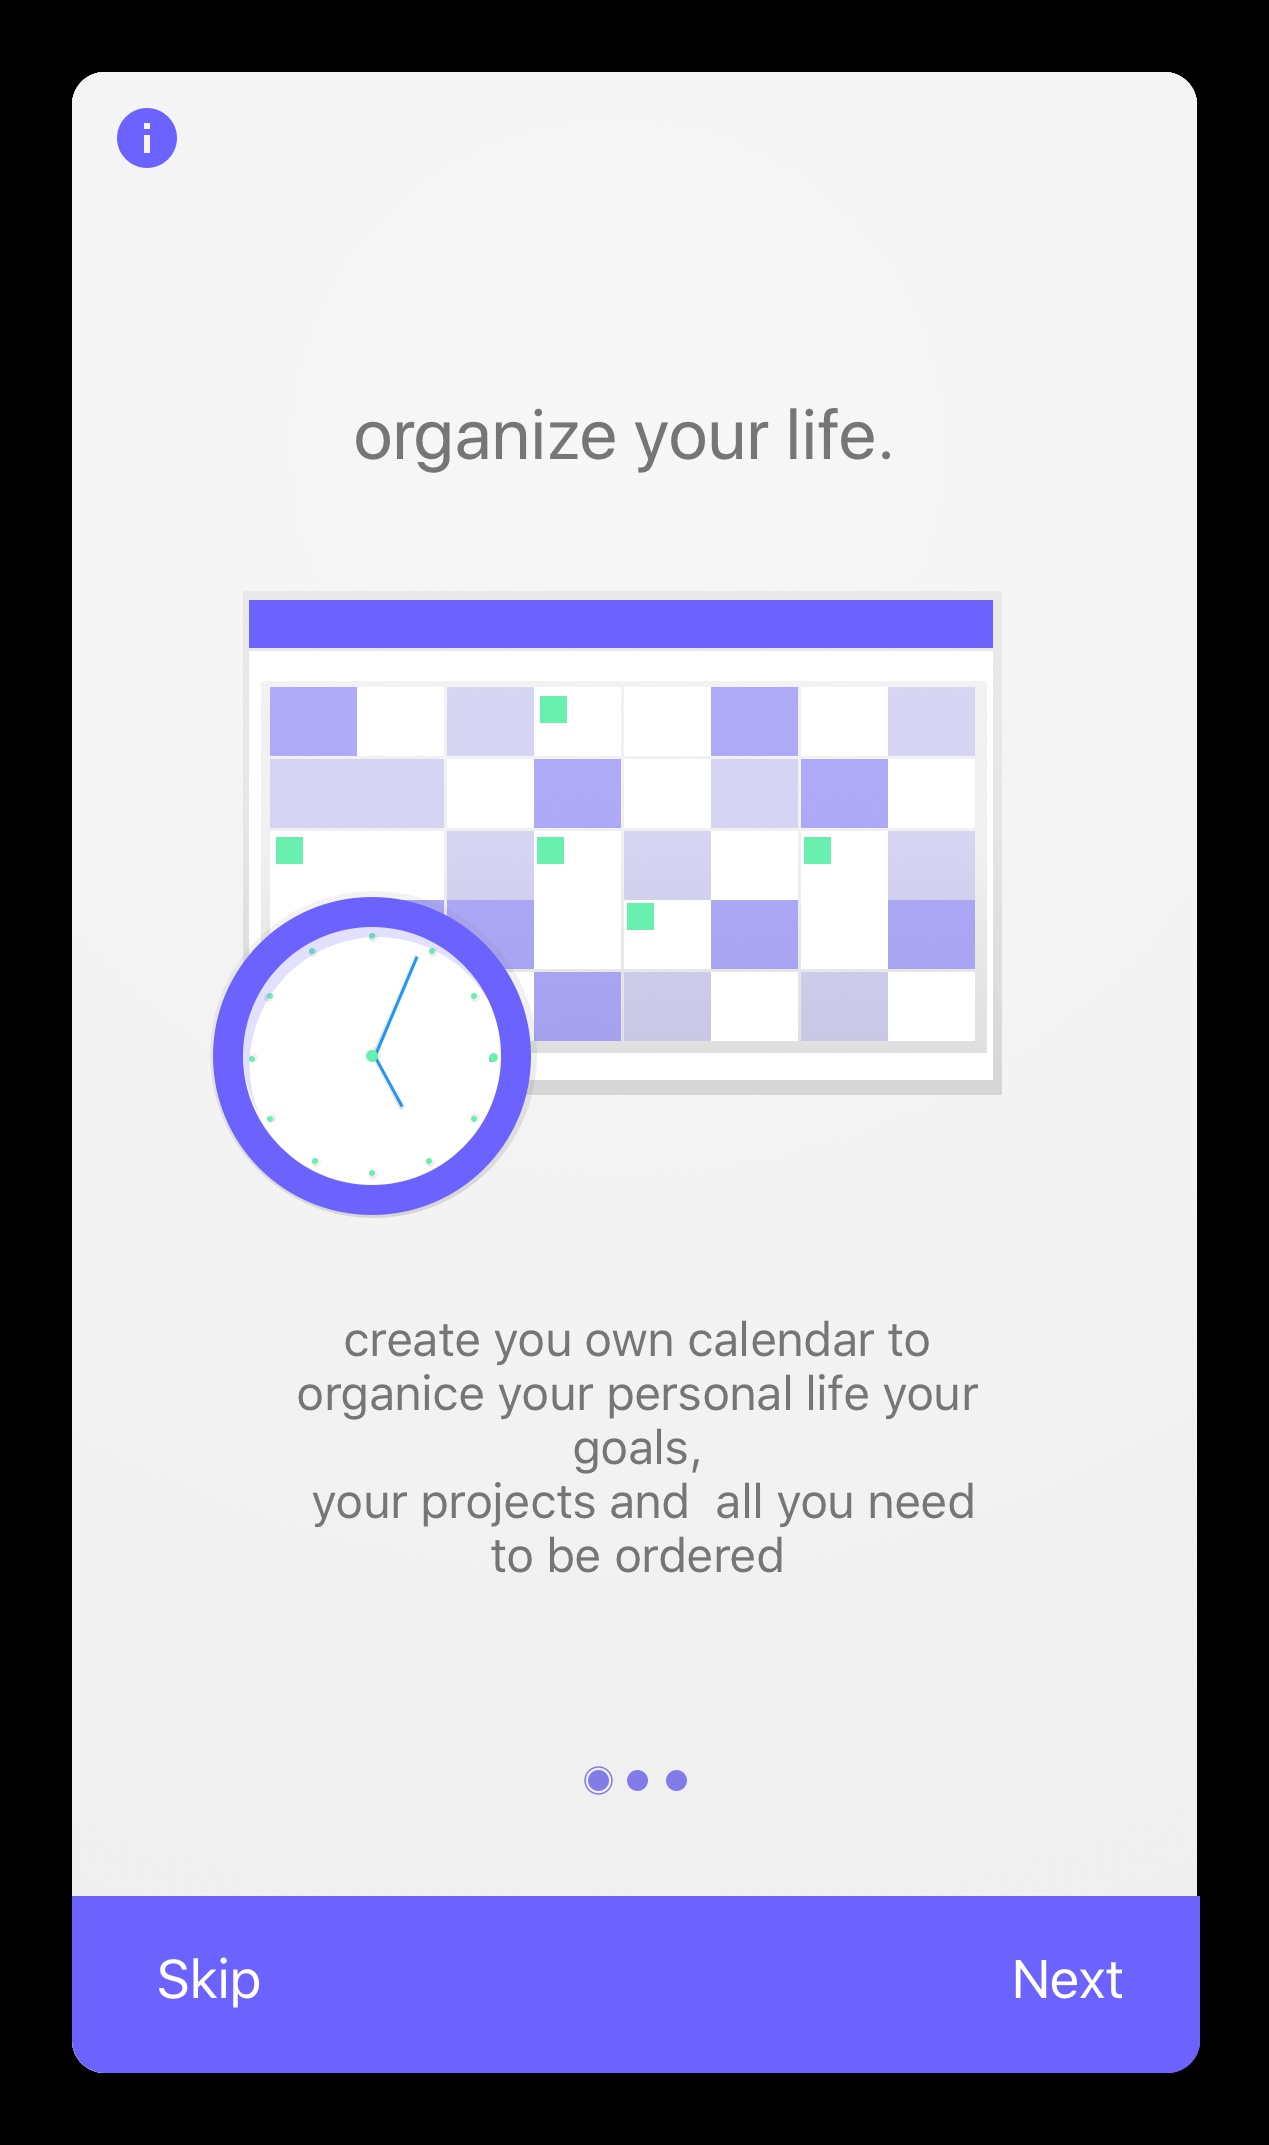 i
organize your life.
create you own calendar to
organice your personal life your
goals,
your projects and  all you need
to be ordered
Skip
Next